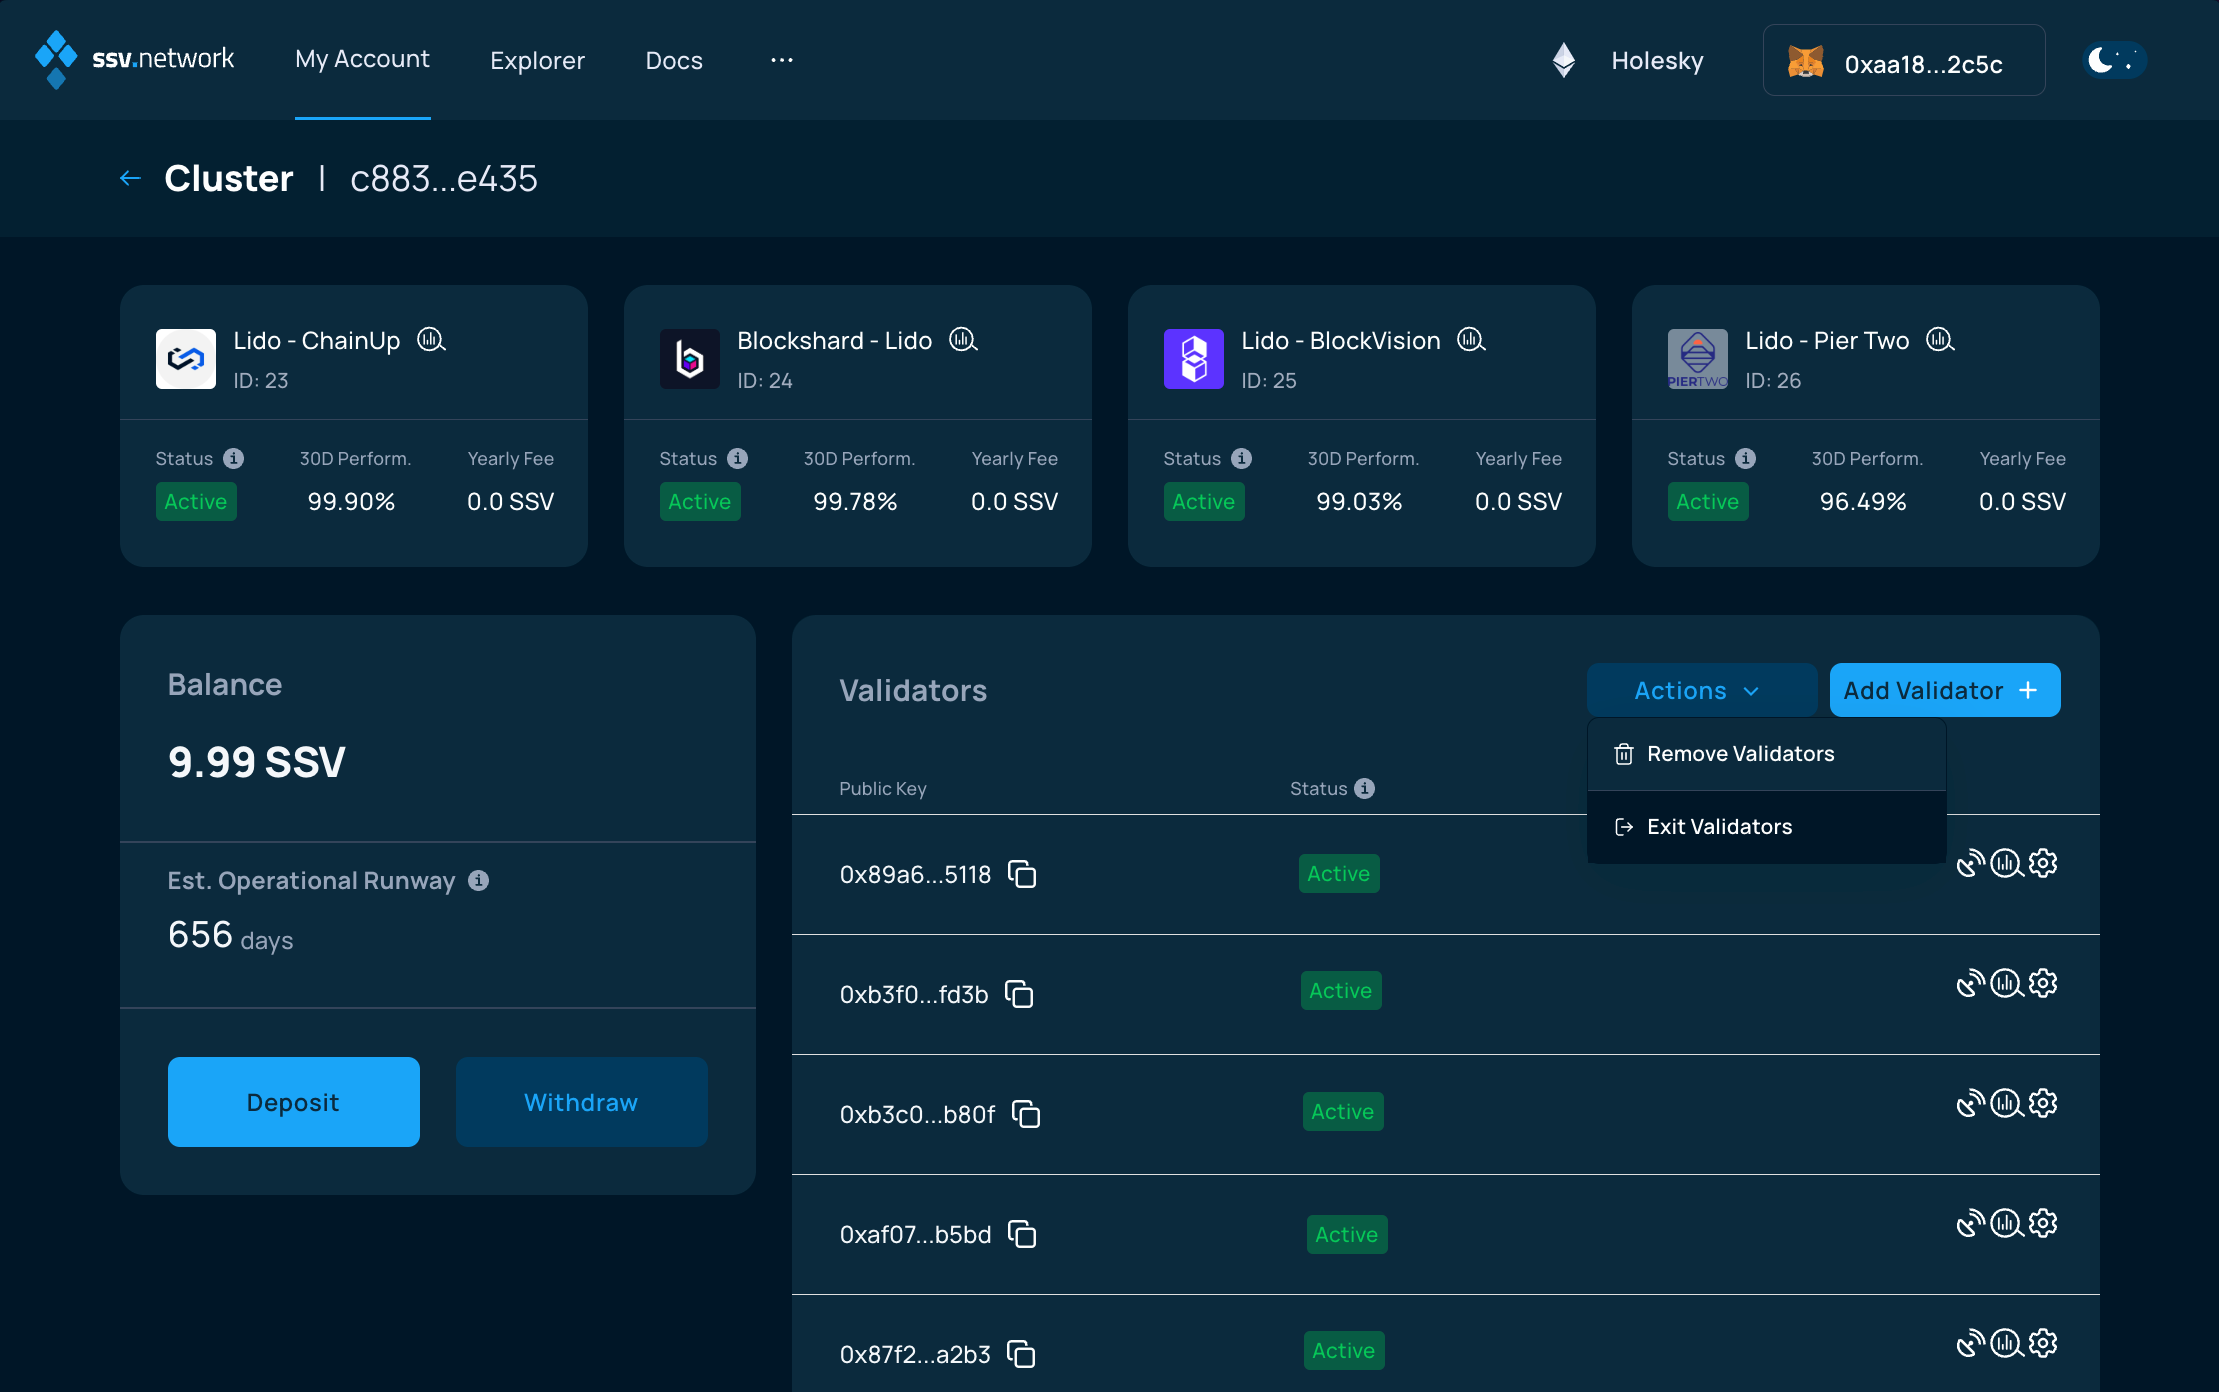 ssv.network My Account Explorer Docs ... Holesky 0xaa18...2c5c
Cluster | c883...e435
Lido - ChainUp
ID: 23
Status 30D Perform. Yearly Fee
Active 99.90% 0.0 SSV
Blockshard - Lido
ID: 24
Status 30D Perform. Yearly Fee
Active 99.78% 0.0 SSV
Lido - BlockVision
ID: 25
Status 30D Perform. Yearly Fee
Active 99.03% 0.0 SSV
PIERTWO
Lido - Pier Two
ID: 26
Status 30D Perform. Yearly Fee
Active 96.49% 0.0 SSV
Balance
9.99 SSV
Est. Operational Runway
656 days
Deposit Withdraw
Validators
Actions Add Validator +
Remove Validators
Exit Validators
Public Key Status
0x89a6...5118 Active
0xb3f0...fd3b Active
0xb3c0...b80f Active
0xaf07...b5bd Active
0x87f2...a2b3 Active